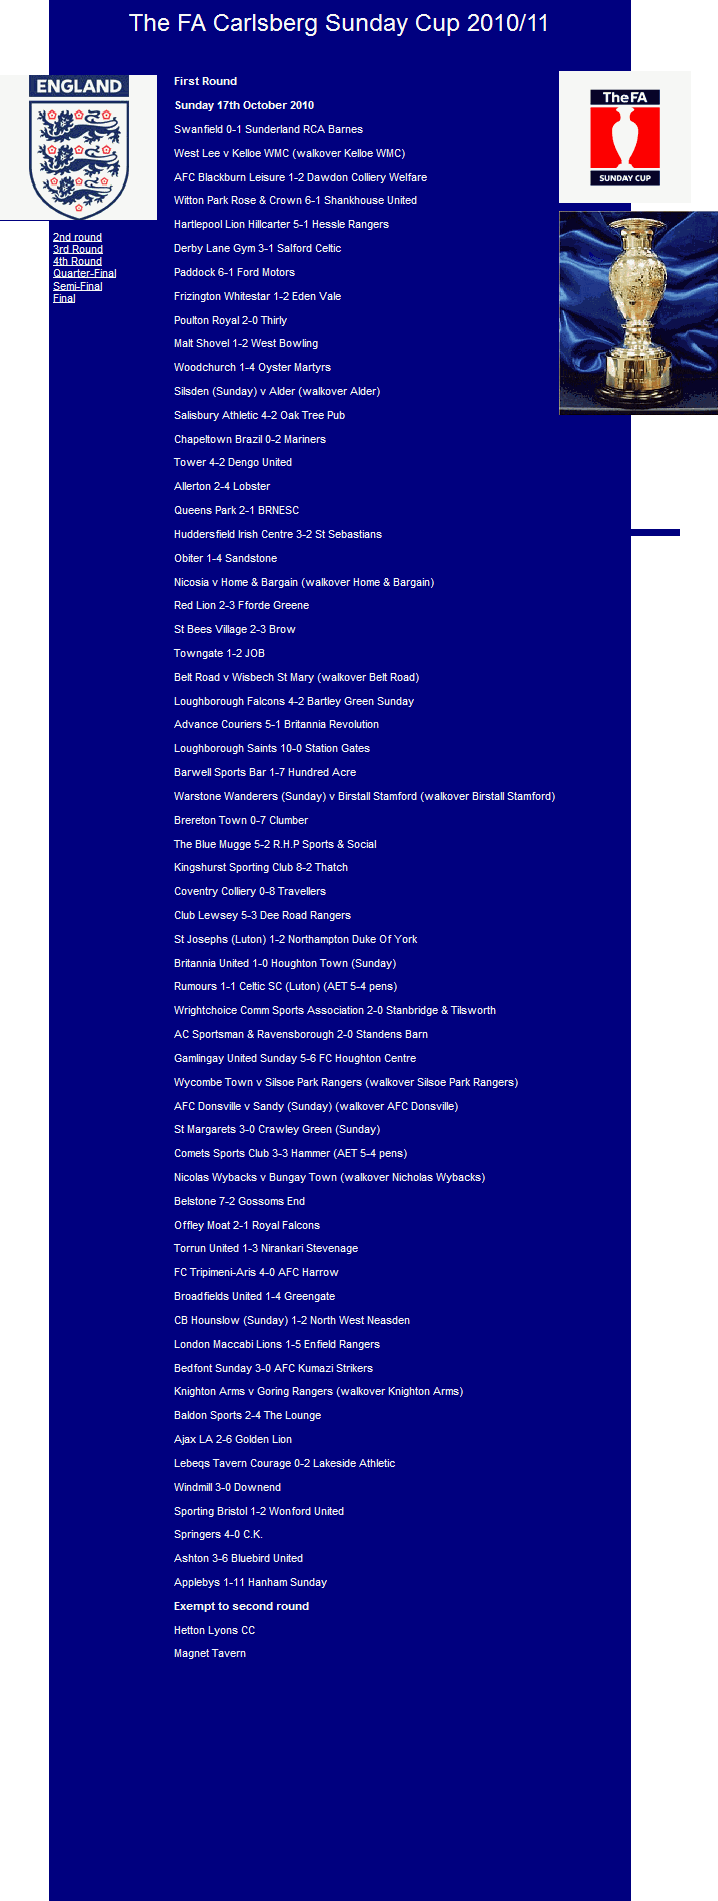 The FA Carlsberg Sunday Cup 2010/11
ENGLAND
TheFA
SUNDAY CUP
2nd round
3rd Round
4th Round
Quarter-Final
Semi-Final
Final
First Round
Sunday 17th October 2010
Swanfield 0-1 Sunderland RCA Barnes
West Lee v Kelloe WMC (walkover Kelloe WMC)
AFC Blackburn Leisure 1-2 Dawdon Colliery Welfare
Witton Park Rose & Crown 6-1 Shankhouse United
Hartlepool Lion Hillcarter 5-1 Hessle Rangers
Derby Lane Gym 3-1 Salford Celtic
Paddock 6-1 Ford Motors
Frizington Whitestar 1-2 Eden Vale
Poulton Royal 2-0 Thirly
Malt Shovel 1-2 West Bowling
Woodchurch 1-4 Oyster Martyrs
Silsden (Sunday) v Alder (walkover Alder)
Salisbury Athletic 4-2 Oak Tree Pub
Chapeltown Brazil 0-2 Mariners
Tower 4-2 Dengo United
Allerton 2-4 Lobster
Queens Park 2-1 BRNESC
Huddersfield Irish Centre 3-2 St Sebastians
Obiter 1-4 Sandstone
Nicosia v Home & Bargain (walkover Home & Bargain)
Red Lion 2-3 Fforde Greene
St Bees Village 2-3 Brow
Towngate 1-2 JOB
Belt Road v Wisbech St Mary (walkover Belt Road)
Loughborough Falcons 4-2 Bartley Green Sunday
Advance Couriers 5-1 Britannia Revolution
Loughborough Saints 10-0 Station Gates
Barwell Sports Bar 1-7 Hundred Acre
Warstone Wanderers (Sunday) v Birstall Stamford (walkover Birstall Stamford)
Brereton Town 0-7 Clumber
The Blue Mugge 5-2 R.H.P Sports & Social
Kingshurst Sporting Club 8-2 Thatch
Coventry Colliery 0-8 Travellers
Club Lewsey 5-3 Dee Road Rangers
St Josephs (Luton) 1-2 Northampton Duke Of York
Britannia United 1-0 Houghton Town (Sunday)
Rumours 1-1 Celtic SC (Luton) (AET 5-4 pens)
Wrightchoice Comm Sports Association 2-0 Stanbridge & Tilsworth
AC Sportsman & Ravensborough 2-0 Standens Barn
Gamlingay United Sunday 5-6 FC Houghton Centre
Wycombe Town v Silsoe Park Rangers (walkover Silsoe Park Rangers)
AFC Donsville v Sandy (Sunday) (walkover AFC Donsville)
St Margarets 3-0 Crawley Green (Sunday)
Comets Sports Club 3-3 Hammer (AET 5-4 pens)
Nicolas Wybacks v Bungay Town (walkover Nicholas Wybacks)
Belstone 7-2 Gossoms End
Offley Moat 2-1 Royal Falcons
Torrun United 1-3 Nirankari Stevenage
FC Tripimeni-Aris 4-0 AFC Harrow
Broadfields United 1-4 Greengate
CB Hounslow (Sunday) 1-2 North West Neasden
London Maccabi Lions 1-5 Enfield Rangers
Bedfont Sunday 3-0 AFC Kumazi Strikers
Knighton Arms v Goring Rangers (walkover Knighton Arms)
Baldon Sports 2-4 The Lounge
Ajax LA 2-6 Golden Lion
Lebeqs Tavern Courage 0-2 Lakeside Athletic
Windmill 3-0 Downend
Sporting Bristol 1-2 Wonford United
Springers 4-0 C.K.
Ashton 3-6 Bluebird United
Applebys 1-11 Hanham Sunday
Exempt to second round
Hetton Lyons CC
Magnet Tavern